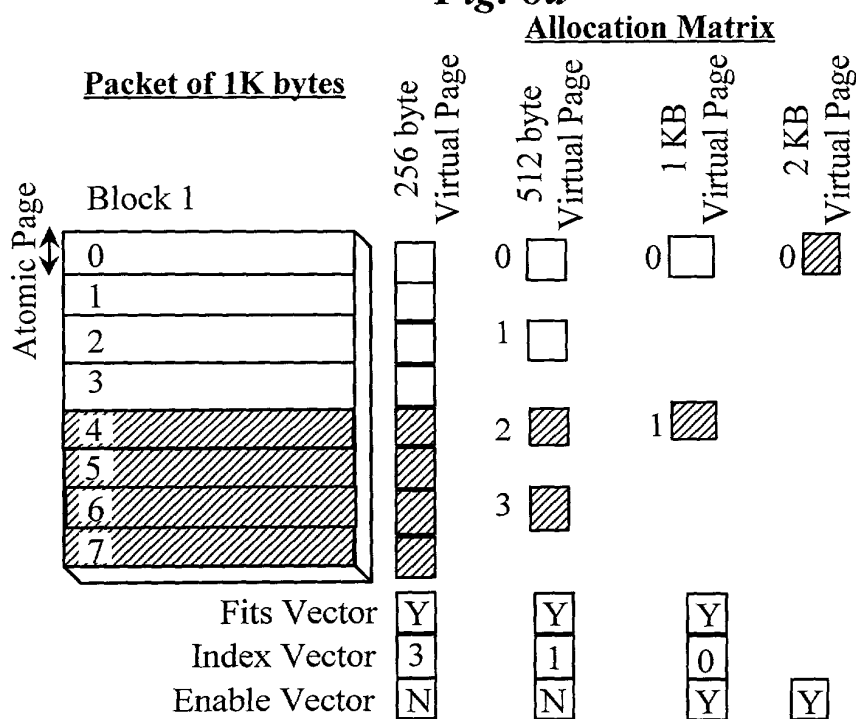 Allocation Matrix
Packet of 1K bytes
256 byte
Virtual Page
512 byte
Virtual Page
1 KB
Virtual Page
2 KB
Virtual Page
Atomic Page
Block 1
0
1
2
3
4
5
6
7
0
1
2
3
0
1
0
Fits Vector Y Y Y
Index Vector 3 1 0
Enable Vector N N Y Y